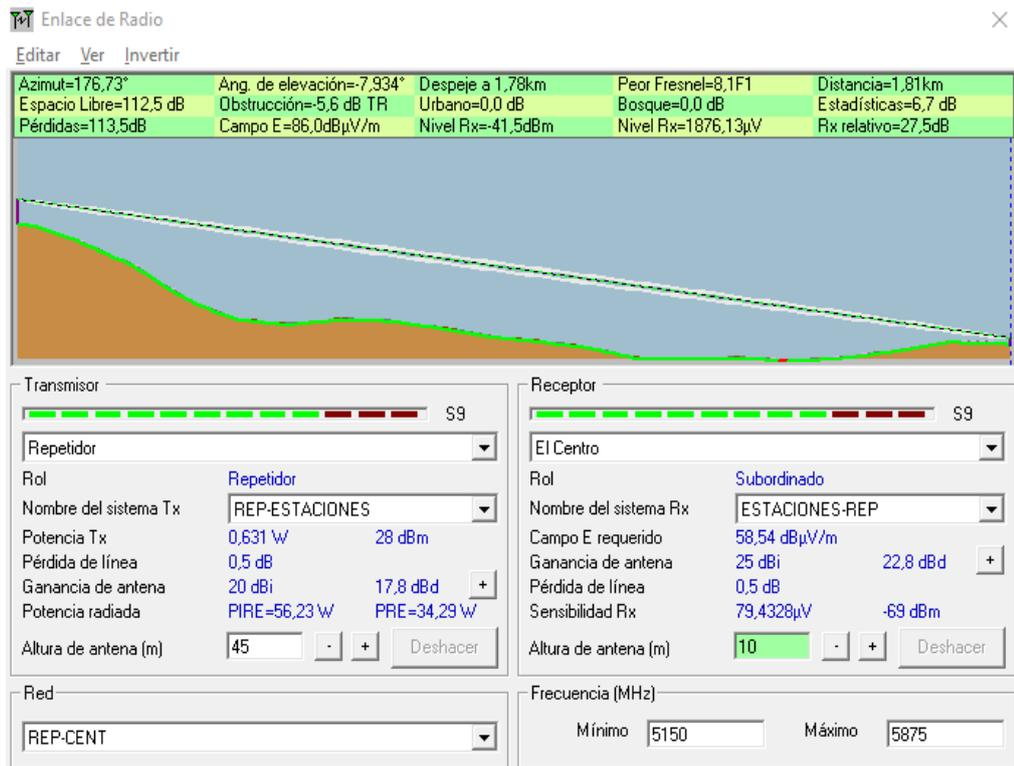 Enlace de Radio
Editar Ver Invertir
Azimut=176,73° Ang. de elevación=-7,934° Despeje a 1,78km Peor Fresnel=8,1F1 Distancia=1,81km
Espacio Libre=112,5 dB Obstrucción=-5,6 dB TR Urbano=0,0 dB Bosque=0,0 dB Estadísticas=6,7 dB
Pérdidas=113,5dB Campo E=86,0dBµV/m Nivel Rx=-41,5dBm Nivel Rx=1876,13µV Rx relativo=27,5dB
Transmisor
S9
Repetidor
Rol Repetidor
Nombre del sistema Tx REP-ESTACIONES
Potencia Tx 0,631 W 28 dBm
Pérdida de línea 0,5 dB
Ganancia de antena 20 dBi 17,8 dBd +
Potencia radiada PIRE=56,23 W PRE=34,29 W
Altura de antena (m) 45 - + Deshacer
Red
REP-CENT
Receptor
S9
El Centro
Rol Subordinado
Nombre del sistema Rx ESTACIONES-REP
Campo E requerido 58,54 dBµV/m
Ganancia de antena 25 dBi 22,8 dBd +
Pérdida de línea 0,5 dB
Sensibilidad Rx 79,4328µV -69 dBm
Altura de antena (m) 10 - + Deshacer
Frecuencia (MHz)
Mínimo 5150 Máximo 5875